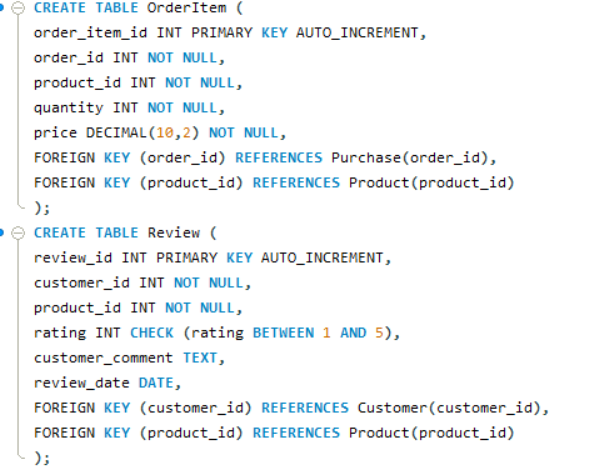 CREATE TABLE OrderItem (
order_item_id INT PRIMARY KEY AUTO_INCREMENT,
order_id INT NOT NULL,
product_id INT NOT NULL,
quantity INT NOT NULL,
price DECIMAL(10,2) NOT NULL,
FOREIGN KEY (order_id) REFERENCES Purchase(order_id),
FOREIGN KEY (product_id) REFERENCES Product(product_id)
);
CREATE TABLE Review (
review_id INT PRIMARY KEY AUTO_INCREMENT,
customer_id INT NOT NULL,
product_id INT NOT NULL,
rating INT CHECK (rating BETWEEN 1 AND 5),
customer_comment TEXT,
review_date DATE,
FOREIGN KEY (customer_id) REFERENCES Customer(customer_id),
FOREIGN KEY (product_id) REFERENCES Product(product_id)
);